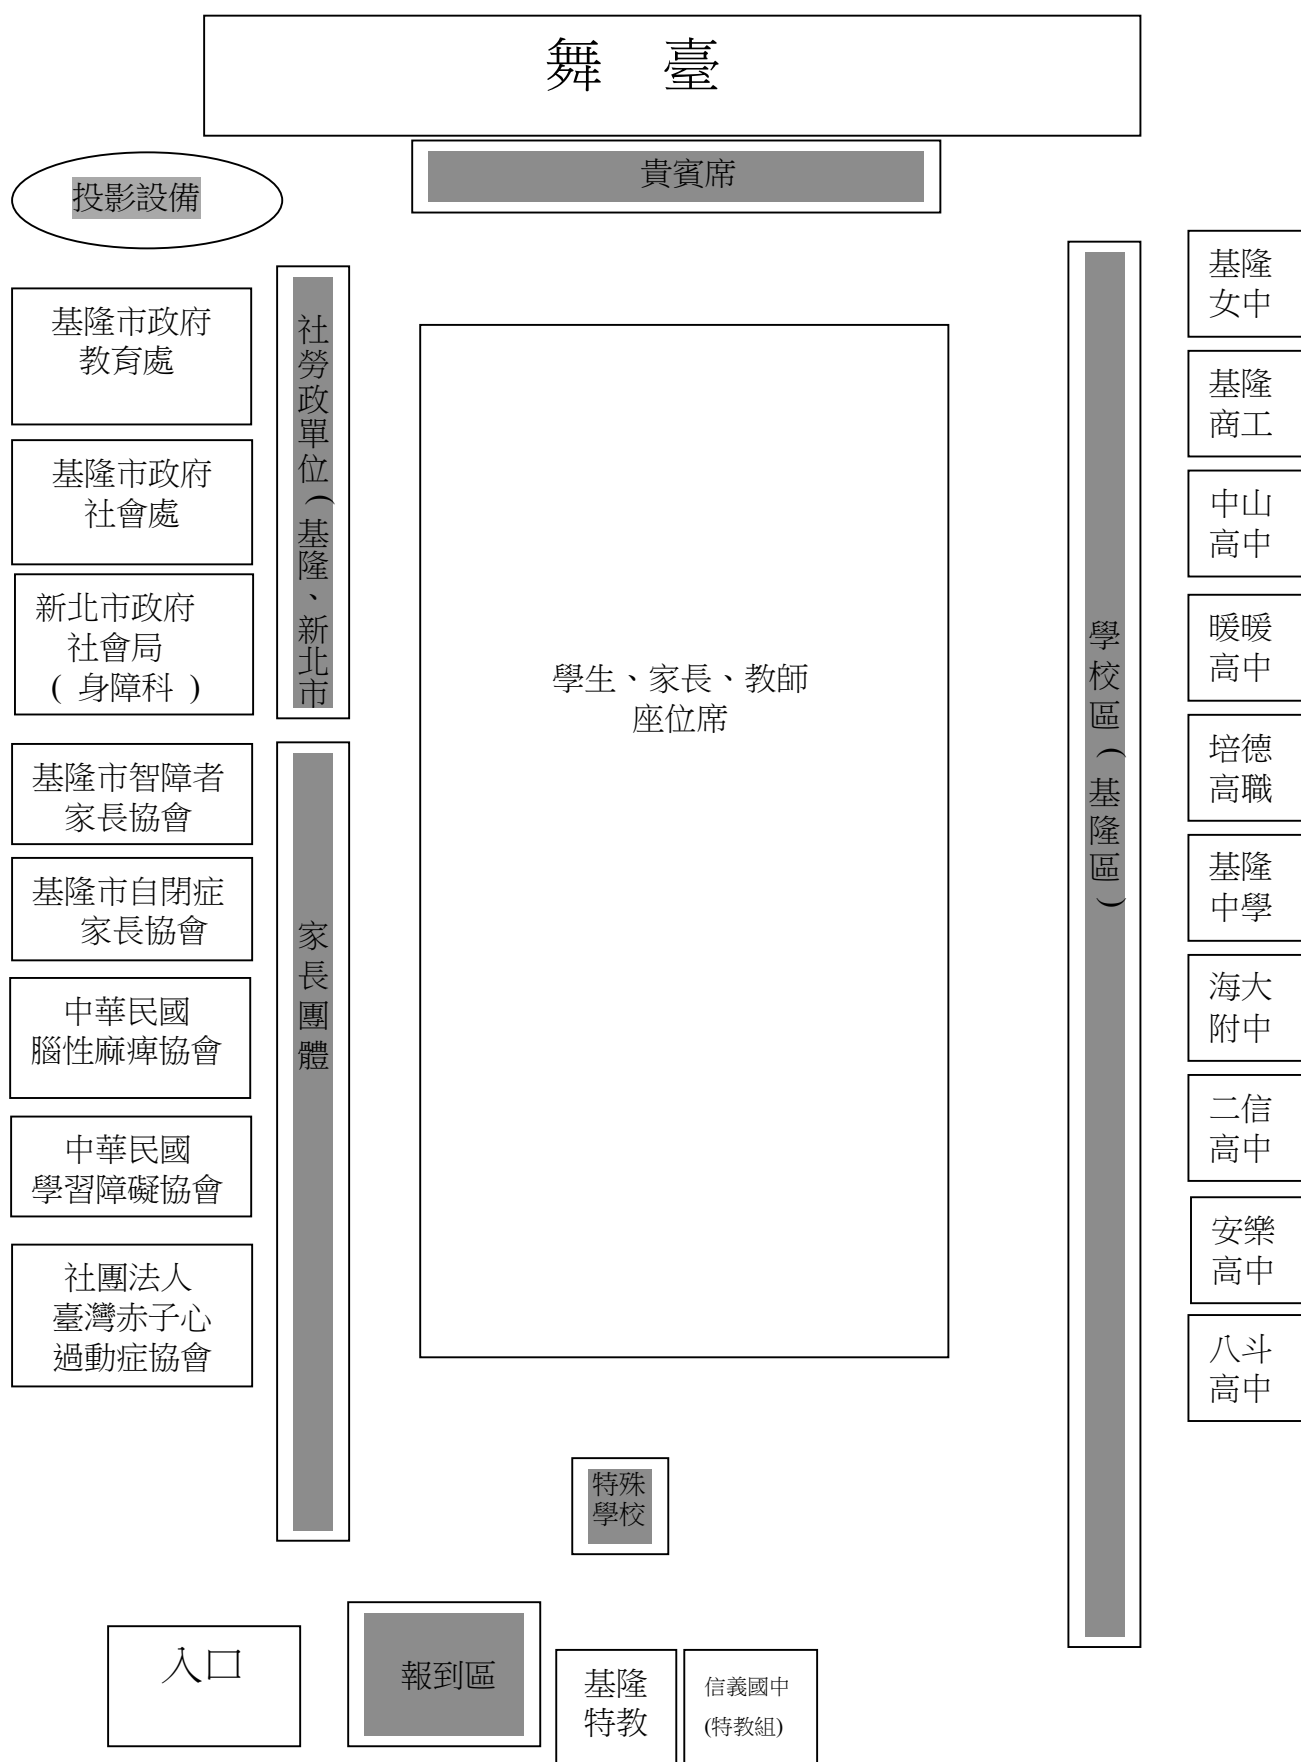 舞 臺
貴賓席
投影設備
基隆市政府
教育處
基隆市政府
社會處
新北市政府
社會局
( 身障科 )
社勞政單位(基隆、新北市
基隆市智障者
家長協會
基隆市自閉症
家長協會
中華民國
腦性麻痺協會
中華民國
學習障礙協會
社團法人
臺灣赤子心
過動症協會
家長團體
學生、家長、教師
座位席
學校區(基隆區)
基隆
女中
基隆
商工
中山
高中
暖暖
高中
培德
高職
基隆
中學
海大
附中
二信
高中
安樂
高中
八斗
高中
特殊
學校
入口
報到區
基隆
特教
信義國中
(特教組)